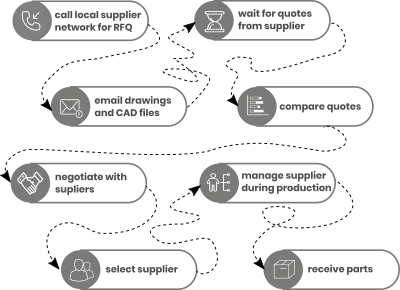 call local supplier
network for RFQ
wait for quotes
from supplier
email drawings
and CAD files
compare quotes
negotiate with
supliers
manage supplier
during production
select supplier
receive parts